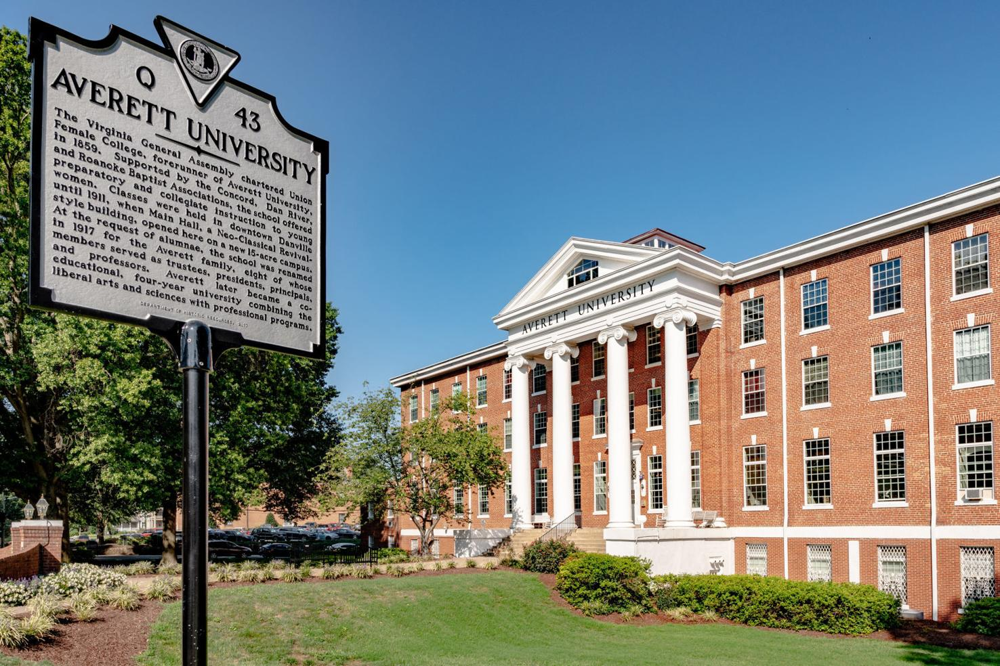 Q
43
AVERETT UNIVERSITY
The Virginia General Assembly chartered Union
Female College, forerunner of Averett University,
in 1859. Supported by the Concord, Dan River,
and Roanoke Baptist Associations, the school offered
preparatory and collegiate instruction to young
women. Classes were held in downtown Danville
until 1911, when Main Hall, a Neo-Classical Revival-
style building, opened here on a new 15-acre campus.
At the request of alumnae, the school was renamed
in 1917 for the Averett family, eight of whose
members served as trustees, presidents, principals,
and professors. Averett later became a co-
educational, four-year university combining the
liberal arts and sciences with professional programs.
DEPARTMENT OF HISTORIC RESOURCES, 2017
AVERETT UNIVERSITY